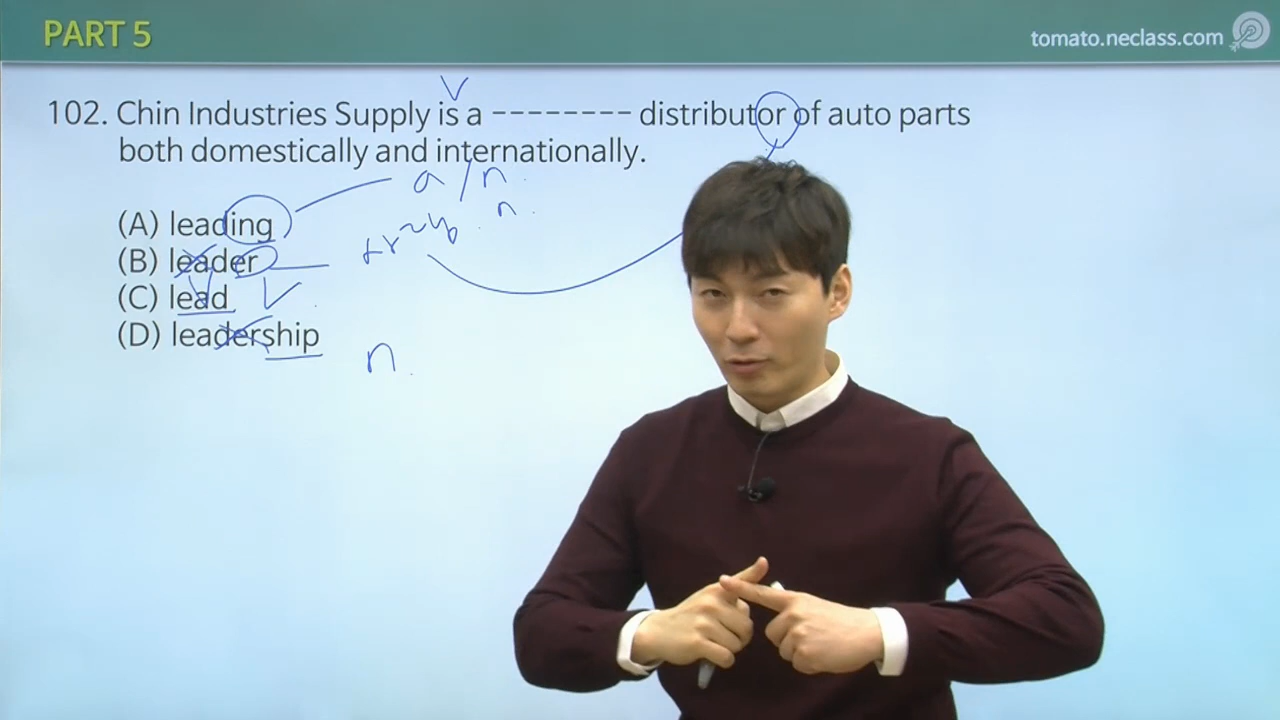 PART 5
tomato.neclass.com
V
102. Chin Industries Supply is a -------- distributor of auto parts
both domestically and internationally.
a / n.
(A) leading
n.
(B) leader
(C) lead V
(D) leadership
n.